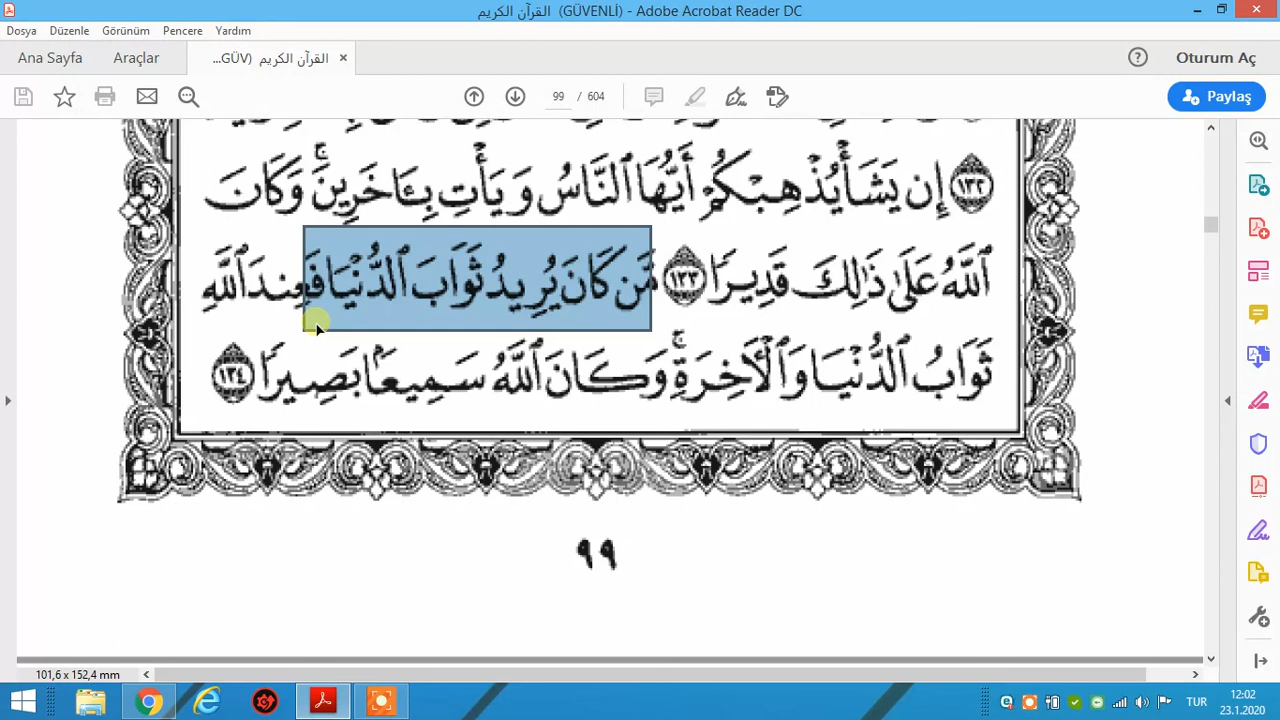 القرآن الكريم (GÜVENLİ) - Adobe Acrobat Reader DC
Dosya Düzenle Görünüm Pencere Yardım
Ana Sayfa Araçlar القرآن الكريم (GÜV... × Oturum Aç
99 / 604 Paylaş
١٣٢ إِن يَشَأْ يُذْهِبْكُمْ أَيُّهَا ٱلنَّاسُ وَيَأْتِ بِـَٔاخَرِينَۚ وَكَانَ
ٱللَّهُ عَلَىٰ ذَٰلِكَ قَدِيرًا ١٣٣ مَّن كَانَ يُرِيدُ ثَوَابَ ٱلدُّنْيَا فَعِندَ ٱللَّهِ
ثَوَابُ ٱلدُّنْيَا وَٱلْأَخِرَةِۚ وَكَانَ ٱللَّهُ سَمِيعًۢا بَصِيرًا ١٣٤
٩٩
101,6 x 152,4 mm
TUR 12:02
23.1.2020